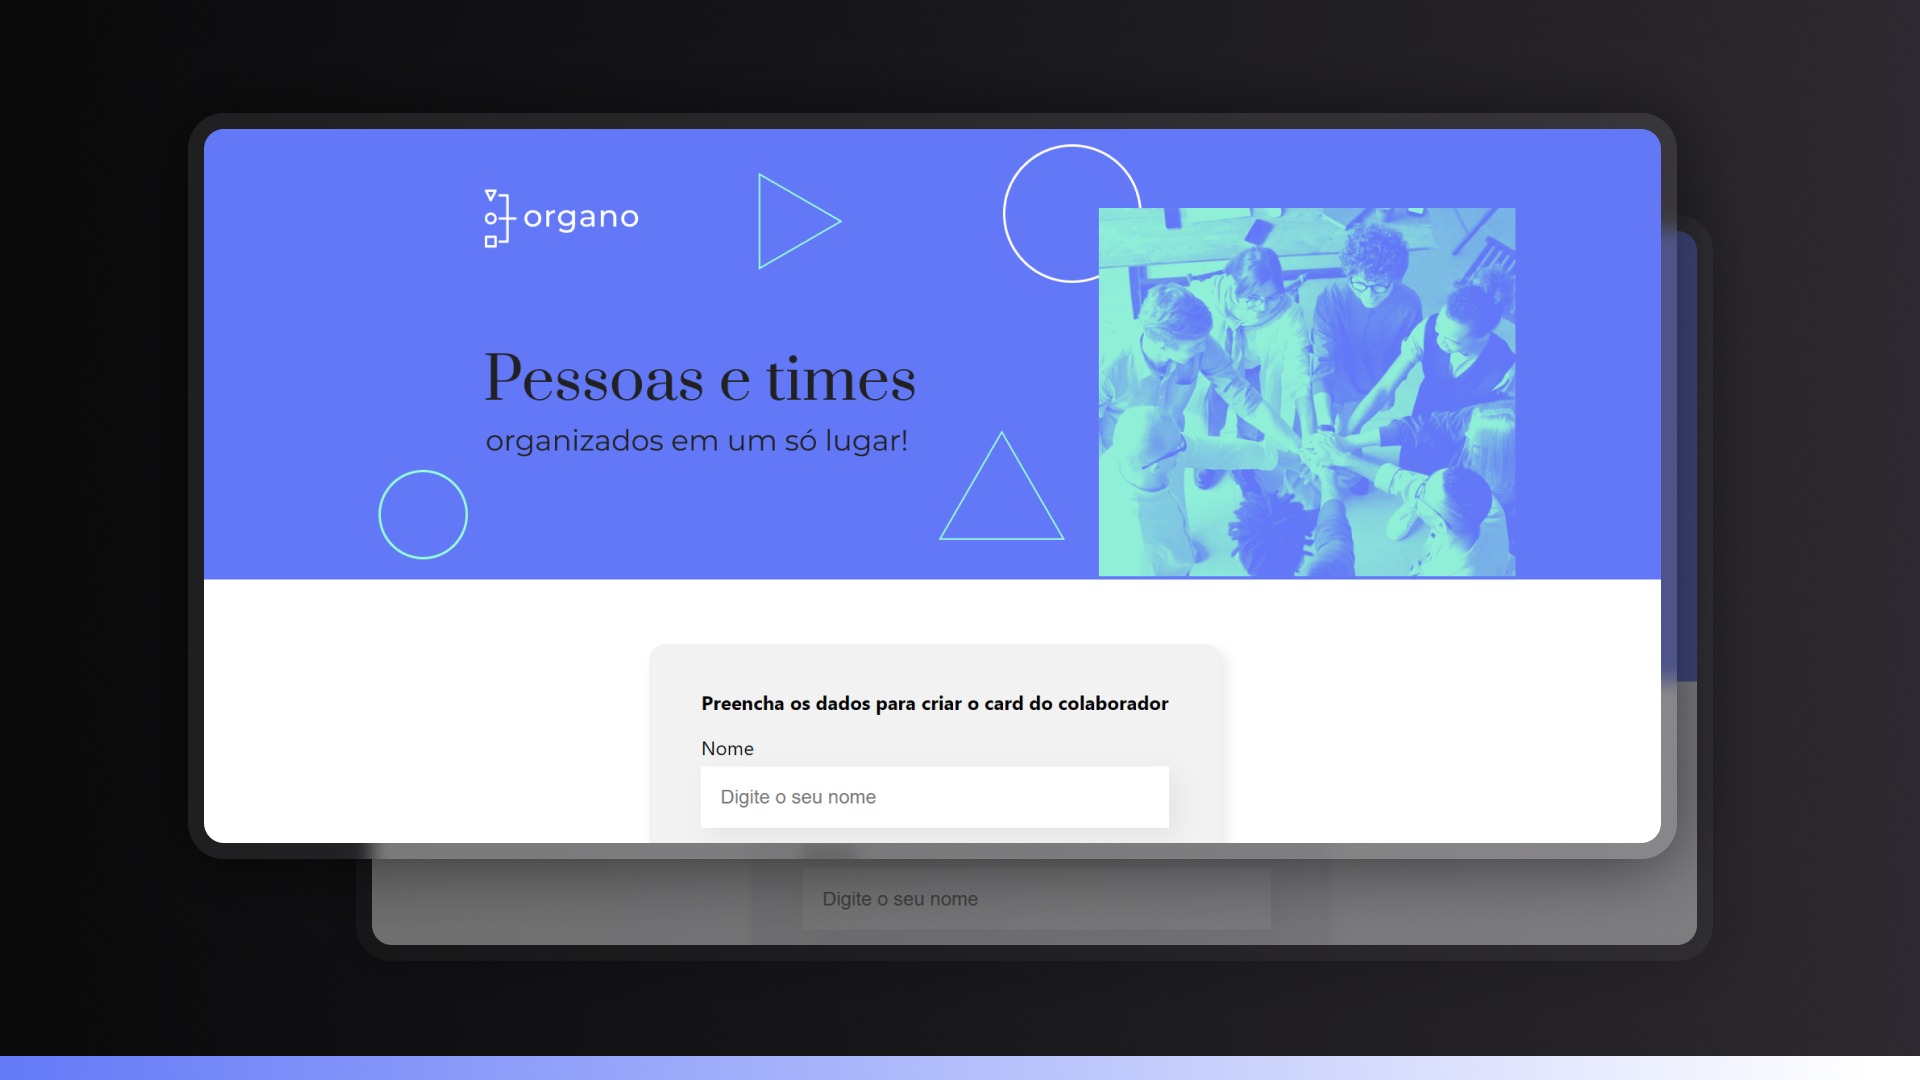 organo
Pessoas e times
organizados em um só lugar!
Preencha os dados para criar o card do colaborador
Nome
Digite o seu nome
Digite o seu nome